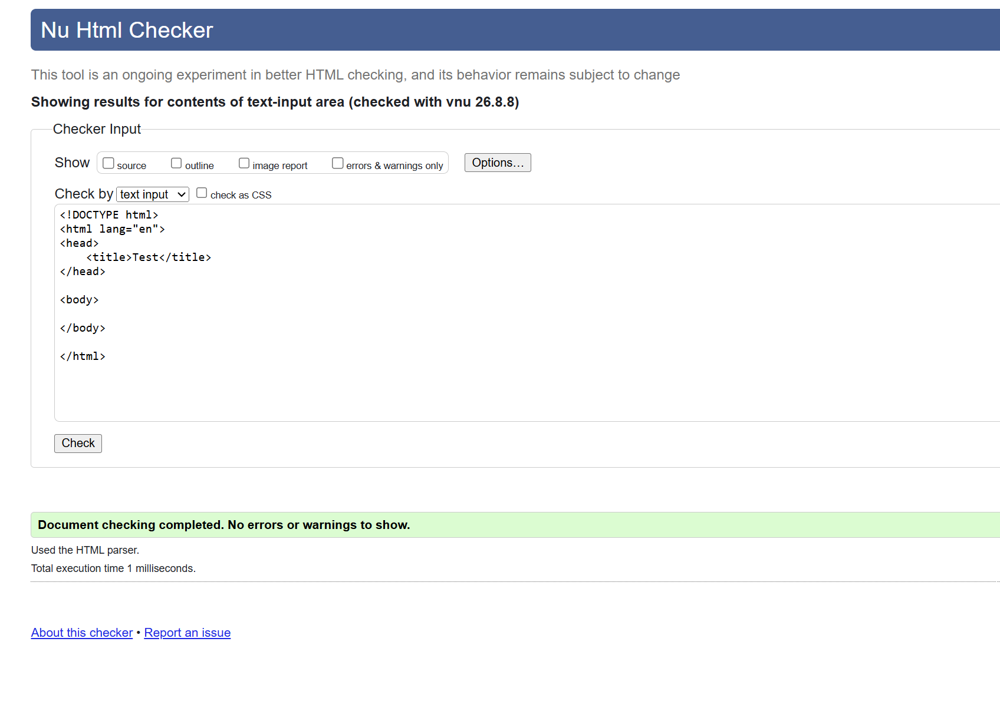 Nu Html Checker
This tool is an ongoing experiment in better HTML checking, and its behavior remains subject to change
Showing results for contents of text-input area (checked with vnu 26.8.8)
Checker Input
Show source outline image report errors & warnings only Options...
Check by text input check as CSS
<!DOCTYPE html>
<html lang="en">
<head>
    <title>Test</title>
</head>
<body>
</body>
</html>
Check
Document checking completed. No errors or warnings to show.
Used the HTML parser.
Total execution time 1 milliseconds.
About this checker • Report an issue